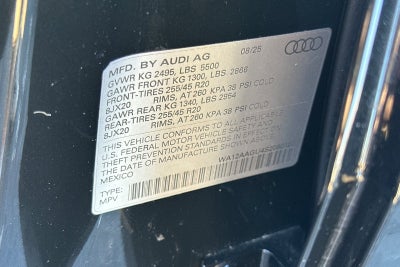 MFD. BY AUDI AG 08/25
GVWR KG 2495, LBS 5500
GAWR FRONT KG 1300, LBS 2866
FRONT-TIRES 255/45 R20
8JX20 RIMS, AT 260 KPA 38 PSI COLD
GAWR REAR KG 1340, LBS 2954
REAR-TIRES 255/45 R20
8JX20 RIMS, AT 260 KPA 38 PSI COLD
THIS VEHICLE CONFORMS TO ALL APPLICABLE
U.S. FEDERAL MOTOR VEHICLE SAFETY AND
THEFT PREVENTION STANDARDS IN EFFECT ON
THE DATE OF MANUFACTURE SHOWN ABOVE
MEXICO
TYPE:
MPV